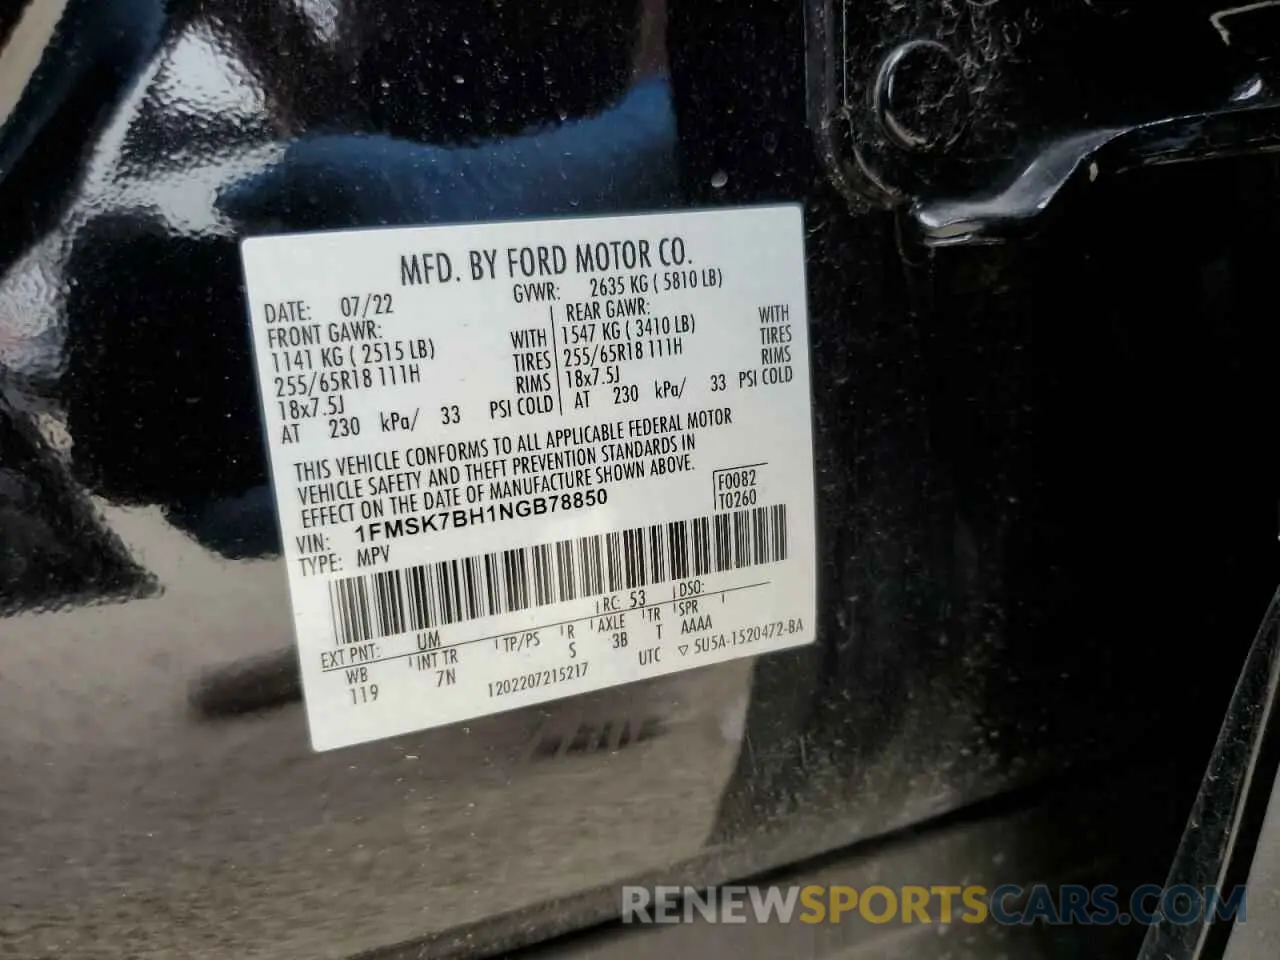 MFD. BY FORD MOTOR CO.
DATE: 07/22 GVWR: 2635 KG ( 5810 LB)
FRONT GAWR: REAR GAWR:
1141 KG ( 2515 LB) WITH 1547 KG ( 3410 LB) WITH
255/65R18 111H TIRES 255/65R18 111H TIRES
18x7.5J RIMS 18x7.5J RIMS
AT 230 kPa/ 33 PSI COLD AT 230 kPa/ 33 PSI COLD
THIS VEHICLE CONFORMS TO ALL APPLICABLE FEDERAL MOTOR
VEHICLE SAFETY AND THEFT PREVENTION STANDARDS IN
EFFECT ON THE DATE OF MANUFACTURE SHOWN ABOVE.
VIN: 1FMSK7BH1NGB78850 F0082
TYPE: MPV T0260
EXT PNT: UM RC: 53 DSO:
WB INT TR TP/PS R AXLE TR SPR
119 7N S 3B T AAAA
1202207215217 UTC ▽ 5U5A-1520472-BA
RENEWSPORTSCARS.COM